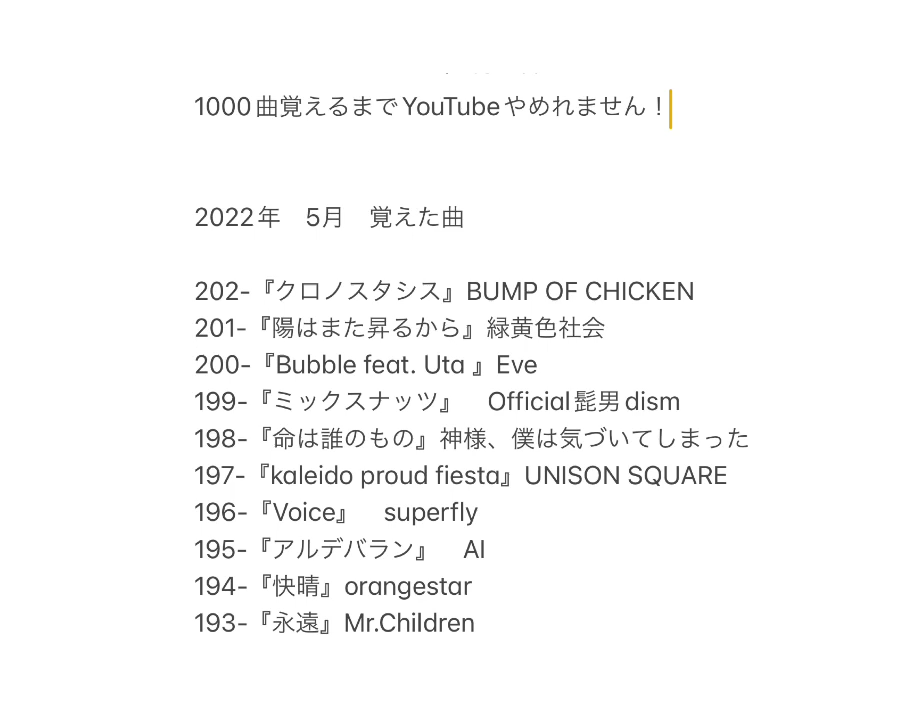 1000曲覚えるまでYouTubeやめれません！
2022年　5月　覚えた曲
202-『クロノスタシス』BUMP OF CHICKEN
201-『陽はまた昇るから』緑黄色社会
200-『Bubble feat. Uta 』Eve
199-『ミックスナッツ』　Official髭男dism
198-『命は誰のもの』神様、僕は気づいてしまった
197-『kaleido proud fiesta』UNISON SQUARE
196-『Voice』　superfly
195-『アルデバラン』　AI
194-『快晴』orangestar
193-『永遠』Mr.Children